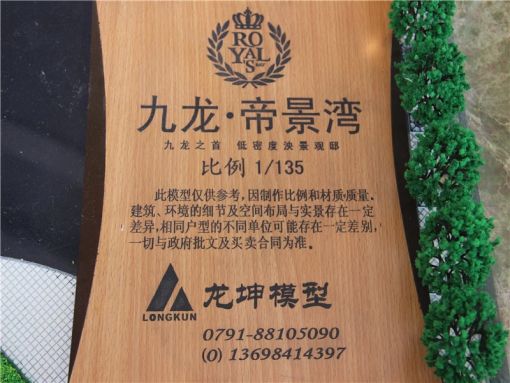 ROYAL'S
BAY
九龙·帝景湾
九龙之首 低密度泱景观邸
比例 1/135
此模型仅供参考,因制作比例和材质·质量.
建筑、环境的细节及空间布局与实景存在一定
差异,相同户型的不同单位可能存在一定差别,
一切与政府批文及买卖合同为准。
LONGKUN
龙坤模型
0791-88105090
(0) 13698414397